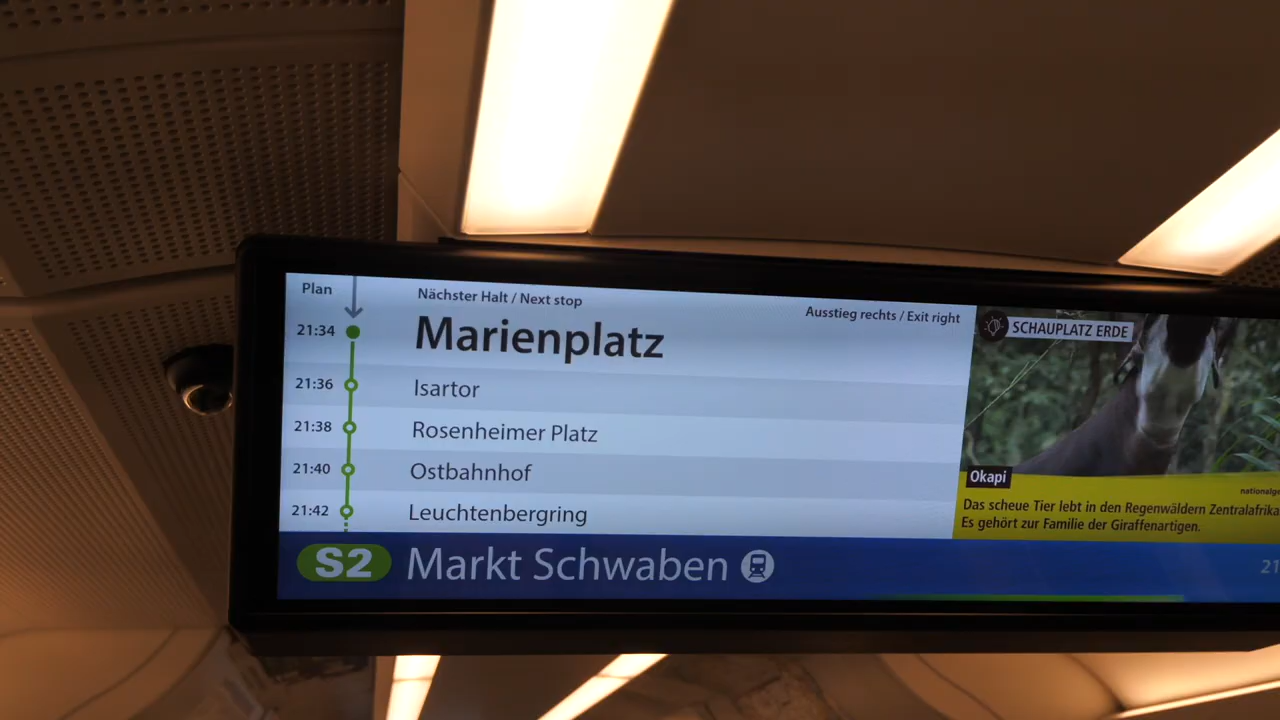 Plan
Nächster Halt / Next stop
Ausstieg rechts / Exit right
21:34 Marienplatz
21:36 Isartor
21:38 Rosenheimer Platz
21:40 Ostbahnhof
21:42 Leuchtenbergring
S2 Markt Schwaben
SCHAUPLATZ ERDE
Okapi
Das scheue Tier lebt in den Regenwäldern Zentralafrika
Es gehört zur Familie der Giraffenartigen.
21